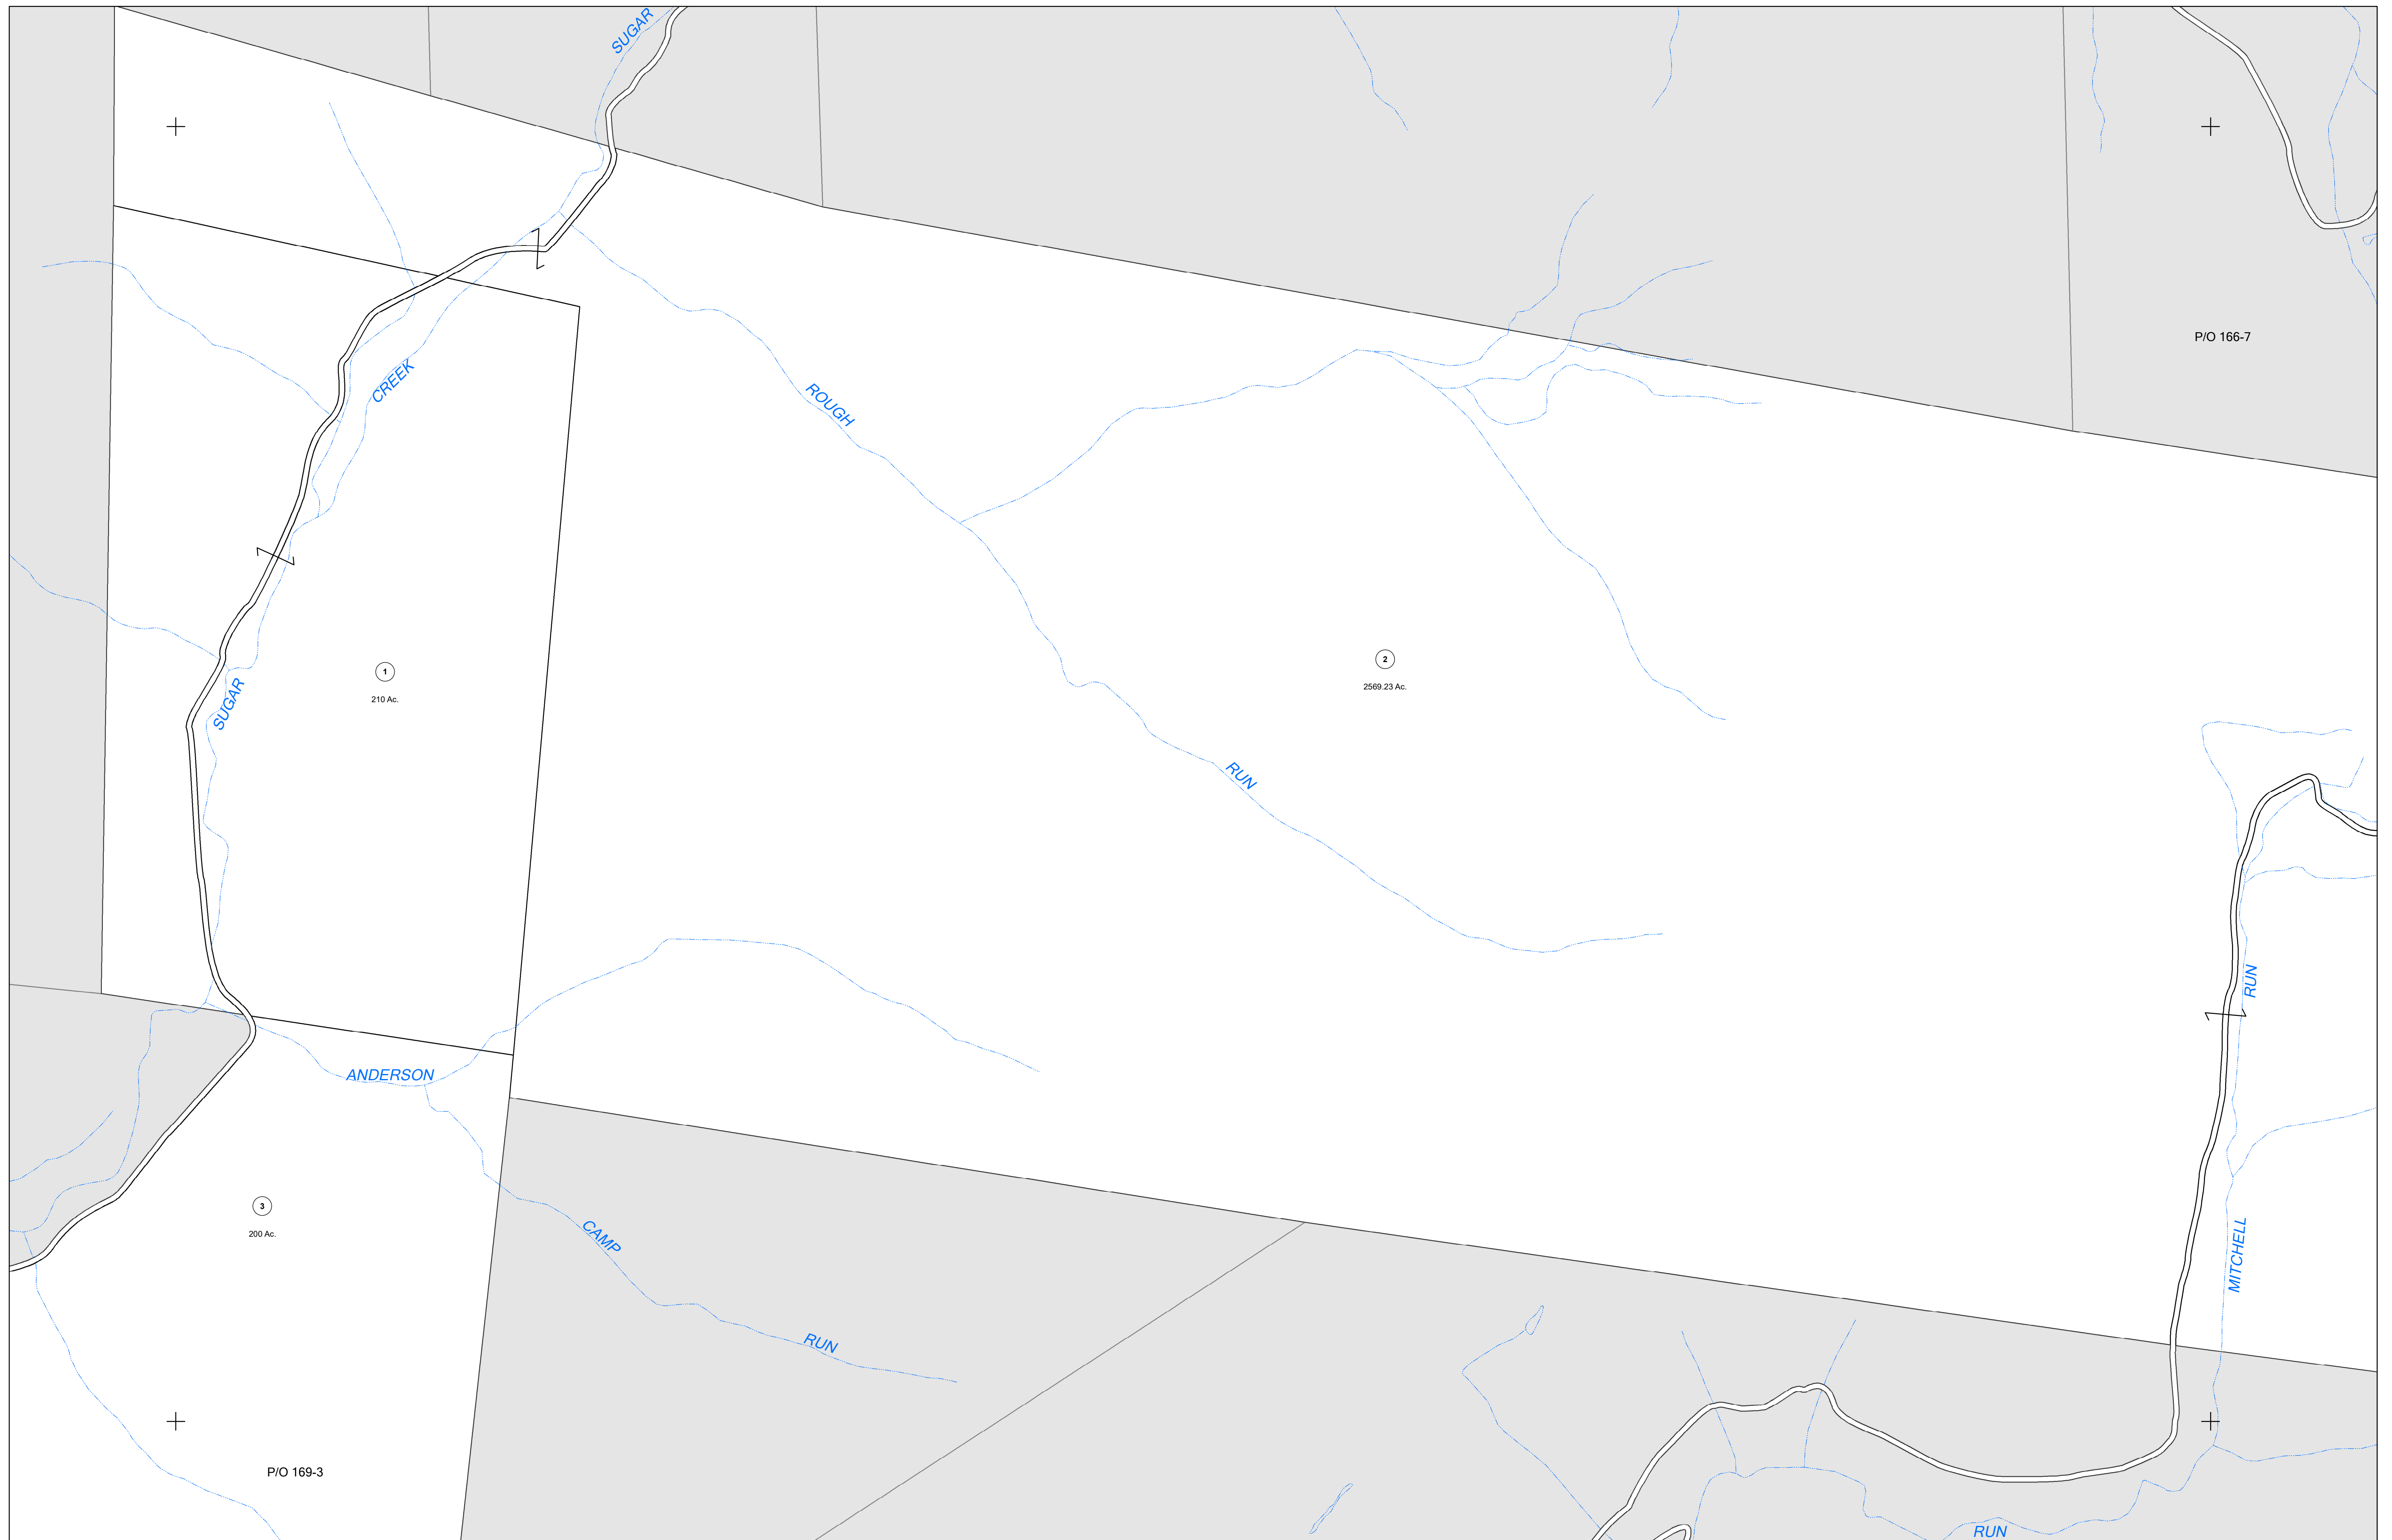 SUGAR
P/O 166-7
CREEK
ROUGH
1
210 Ac.
2
2569.23 Ac.
SUGAR
RUN
RUN
ANDERSON
3
200 Ac.
CAMP
MITCHELL
RUN
P/O 169-3
RUN